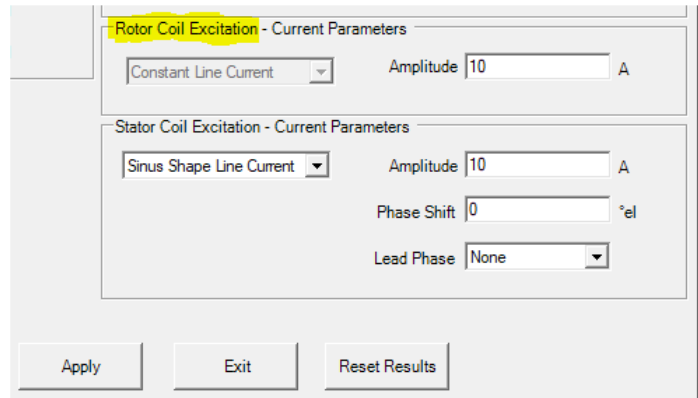 Rotor Coil Excitation - Current Parameters
Constant Line Current Amplitude 10 A
Stator Coil Excitation - Current Parameters
Sinus Shape Line Current Amplitude 10 A
Phase Shift 0 °el
Lead Phase None
Apply Exit Reset Results